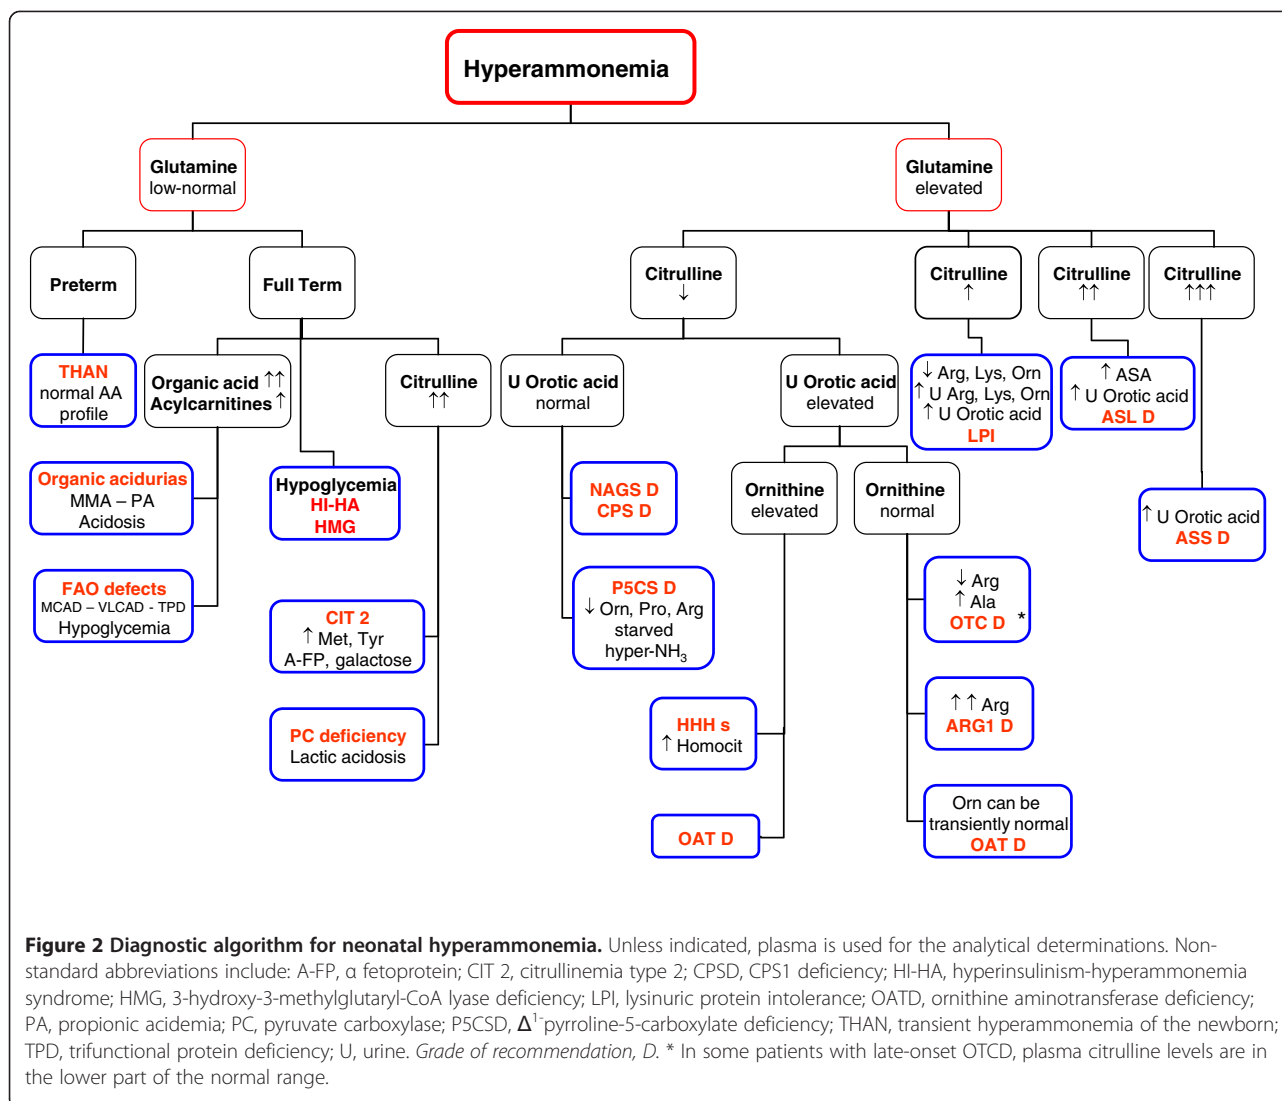 Hyperammonemia
Glutamine
low-normal
Glutamine
elevated
Preterm
Full Term
Citrulline
↓
Citrulline
↑
Citrulline
↑↑
Citrulline
↑↑↑
THAN
normal AA
profile
Organic acid ↑↑
Acylcarnitines ↑
Citrulline
↑↑
U Orotic acid
normal
U Orotic acid
elevated
↓ Arg, Lys, Orn
↑ U Arg, Lys, Orn
↑ U Orotic acid
LPI
↑ ASA
↑ U Orotic acid
ASL D
Organic acidurias
MMA – PA
Acidosis
Hypoglycemia
HI-HA
HMG
NAGS D
CPS D
Ornithine
elevated
Ornithine
normal
↑ U Orotic acid
ASS D
FAO defects
MCAD – VLCAD - TPD
Hypoglycemia
CIT 2
↑ Met, Tyr
A-FP, galactose
P5CS D
↓ Orn, Pro, Arg
starved
hyper-NH₃
↓ Arg
↑ Ala
OTC D *
PC deficiency
Lactic acidosis
HHH s
↑ Homocit
↑ ↑ Arg
ARG1 D
OAT D
Orn can be
transiently normal
OAT D
Figure 2 Diagnostic algorithm for neonatal hyperammonemia. Unless indicated, plasma is used for the analytical determinations. Non-
standard abbreviations include: A-FP, α fetoprotein; CIT 2, citrullinemia type 2; CPSD, CPS1 deficiency; HI-HA, hyperinsulinism-hyperammonemia
syndrome; HMG, 3-hydroxy-3-methylglutaryl-CoA lyase deficiency; LPI, lysinuric protein intolerance; OATD, ornithine aminotransferase deficiency;
PA, propionic acidemia; PC, pyruvate carboxylase; P5CSD, Δ¹-pyrroline-5-carboxylate deficiency; THAN, transient hyperammonemia of the newborn;
TPD, trifunctional protein deficiency; U, urine. Grade of recommendation, D. * In some patients with late-onset OTCD, plasma citrulline levels are in
the lower part of the normal range.